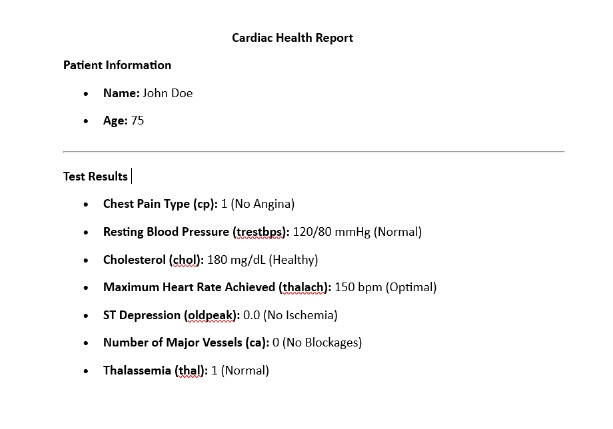 Cardiac Health Report
Patient Information
• Name: John Doe
• Age: 75
Test Results
• Chest Pain Type (cp): 1 (No Angina)
• Resting Blood Pressure (trestbps): 120/80 mmHg (Normal)
• Cholesterol (chol): 180 mg/dL (Healthy)
• Maximum Heart Rate Achieved (thalach): 150 bpm (Optimal)
• ST Depression (oldpeak): 0.0 (No Ischemia)
• Number of Major Vessels (ca): 0 (No Blockages)
• Thalassemia (thal): 1 (Normal)